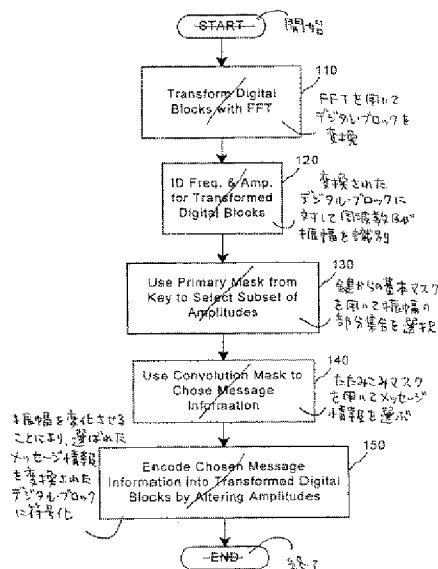 START
開始
110
Transform Digital
Blocks with FFT
FFTを用いて
デジタルブロックを
変換
120
ID Freq. & Amp.
for Transformed
Digital Blocks
変換された
デジタル・ブロックに
対して周波数及び
振幅を識別
130
Use Primary Mask from
Key to Select Subset of
Amplitudes
鍵からの基本マスク
を用いて振幅の
部分集合を選択
140
Use Convolution Mask to
Chose Message
Information
たたみこみマスク
を用いてメッセージ
情報を選ぶ
150
Encode Chosen Message
Information into Transformed Digital
Blocks by Altering Amplitudes
振幅を変化させる
ことにより、選ばれた
メッセージ情報
を変換された
デジタルブロック
に符号化
END
終了